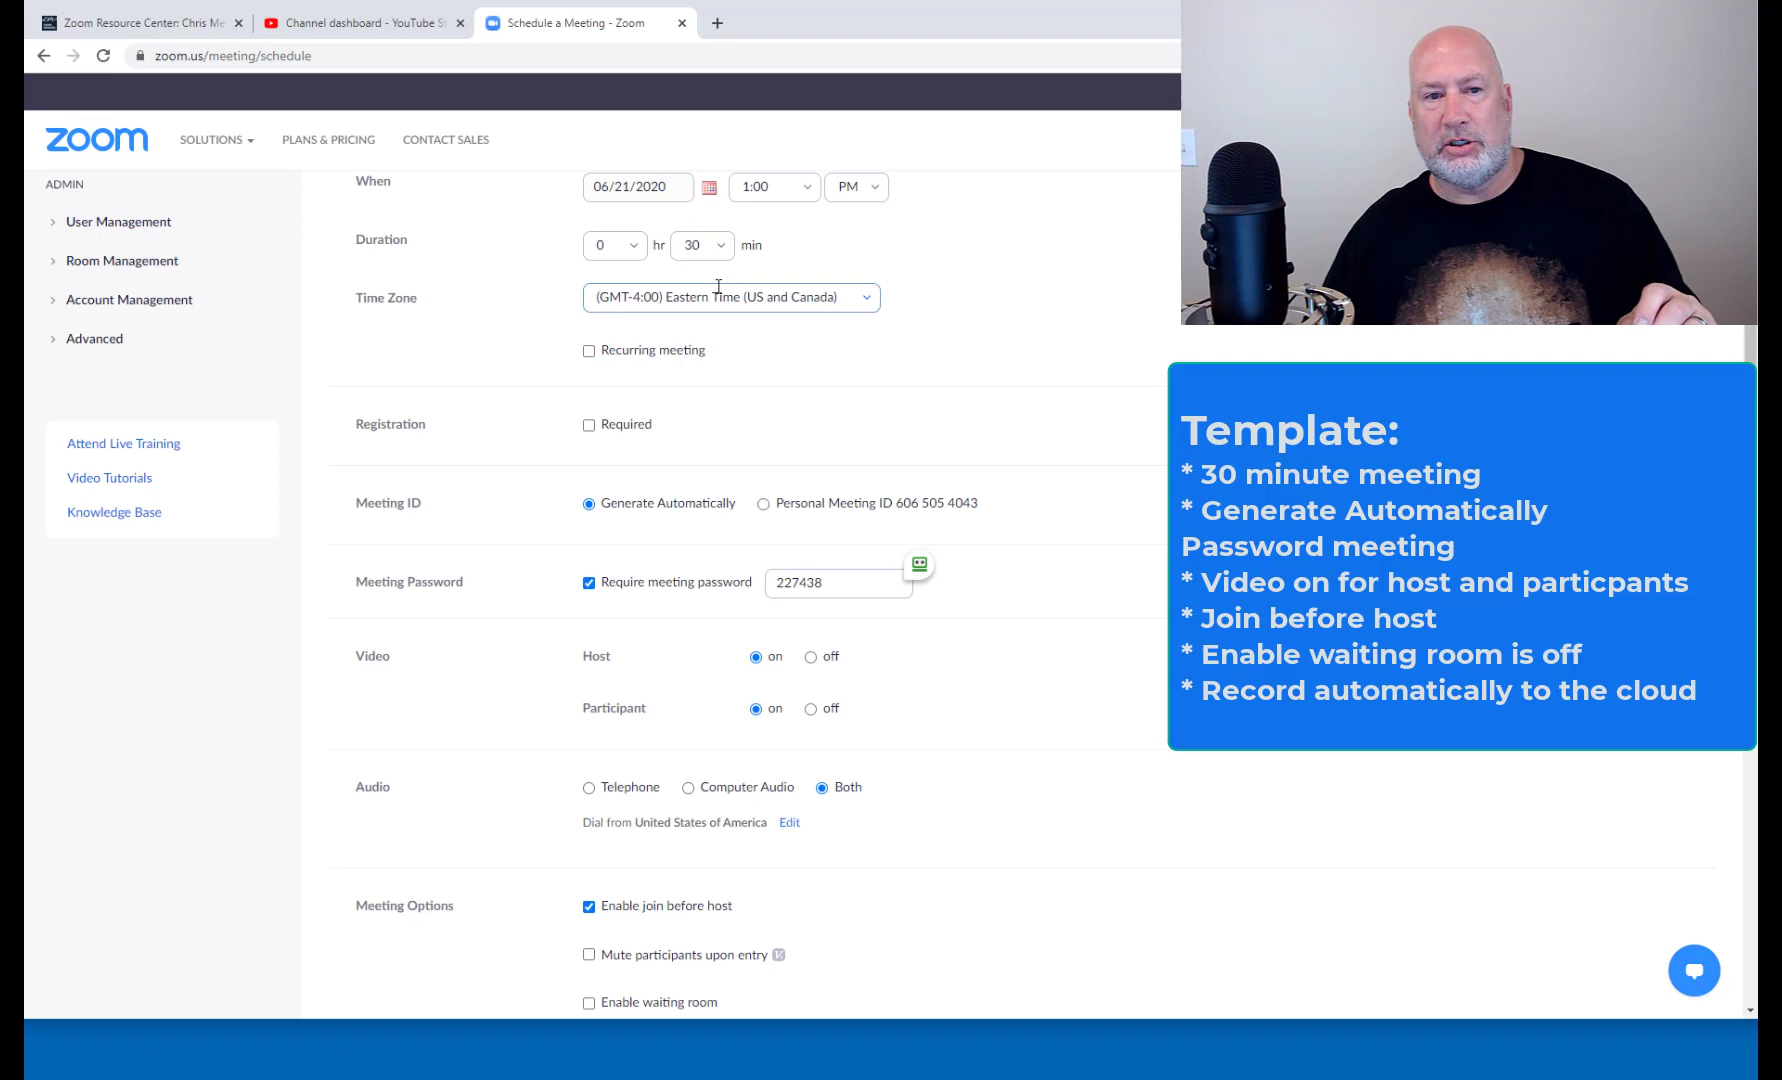 Zoom Resource Center: Chris Me
Channel dashboard - YouTube St
Schedule a Meeting - Zoom
zoom.us/meeting/schedule
zoom
SOLUTIONS
PLANS & PRICING
CONTACT SALES
ADMIN
User Management
Room Management
Account Management
Advanced
Attend Live Training
Video Tutorials
Knowledge Base
When
06/21/2020
1:00
PM
Duration
0
hr
30
min
Time Zone
(GMT-4:00) Eastern Time (US and Canada)
Recurring meeting
Registration
Required
Meeting ID
Generate Automatically
Personal Meeting ID 606 505 4043
Meeting Password
Require meeting password
227438
Video
Host
on
off
Participant
on
off
Audio
Telephone
Computer Audio
Both
Dial from United States of America Edit
Meeting Options
Enable join before host
Mute participants upon entry
Enable waiting room
Template:
* 30 minute meeting
* Generate Automatically
Password meeting
* Video on for host and particpants
* Join before host
* Enable waiting room is off
* Record automatically to the cloud